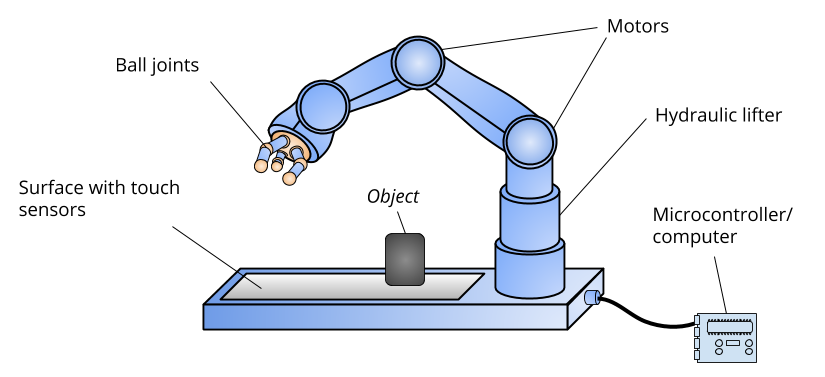 Motors
Ball joints
Hydraulic lifter
Surface with touch
sensors
Object
Microcontroller/
computer